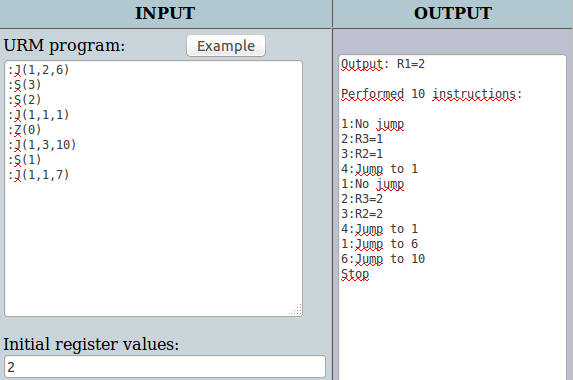 INPUT
OUTPUT
URM program:
Example
:J(1,2,6)
:S(3)
:S(2)
:J(1,1,1)
:Z(0)
:J(1,3,10)
:S(1)
:J(1,1,7)
Initial register values:
2
Output: R1=2
Performed 10 instructions:
1:No jump
2:R3=1
3:R2=1
4:Jump to 1
1:No jump
2:R3=2
3:R2=2
4:Jump to 1
1:Jump to 6
6:Jump to 10
Stop